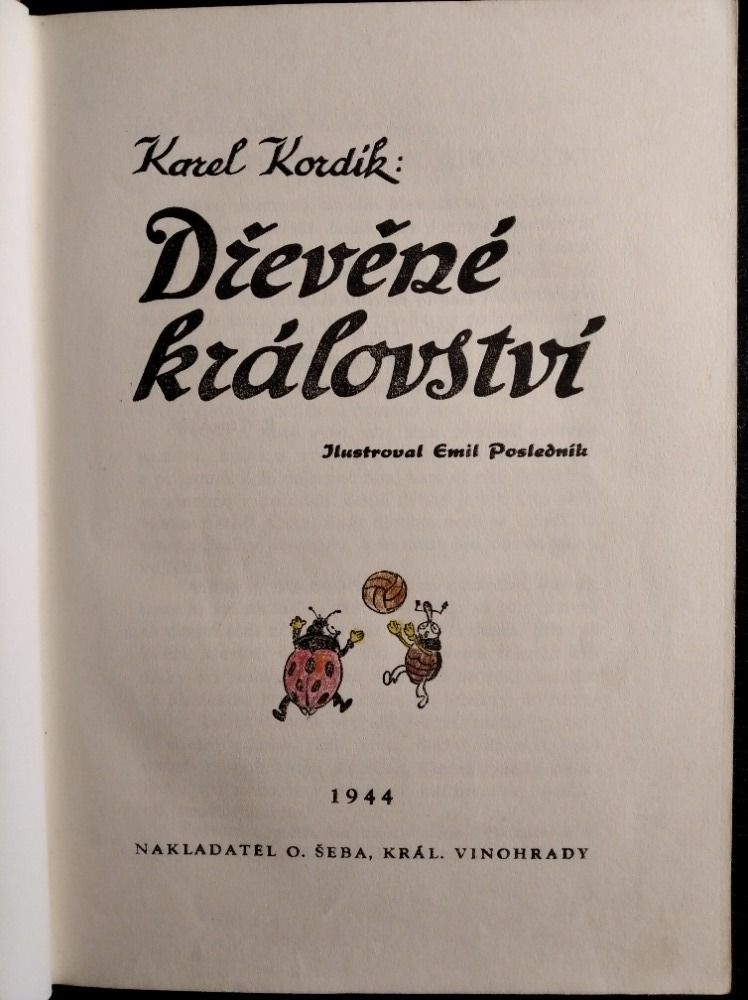 Karel Kordík:
Dřevěné
království
Ilustroval Emil Posledník
1944
NAKLADATEL O. ŠEBA, KRÁL. VINOHRADY